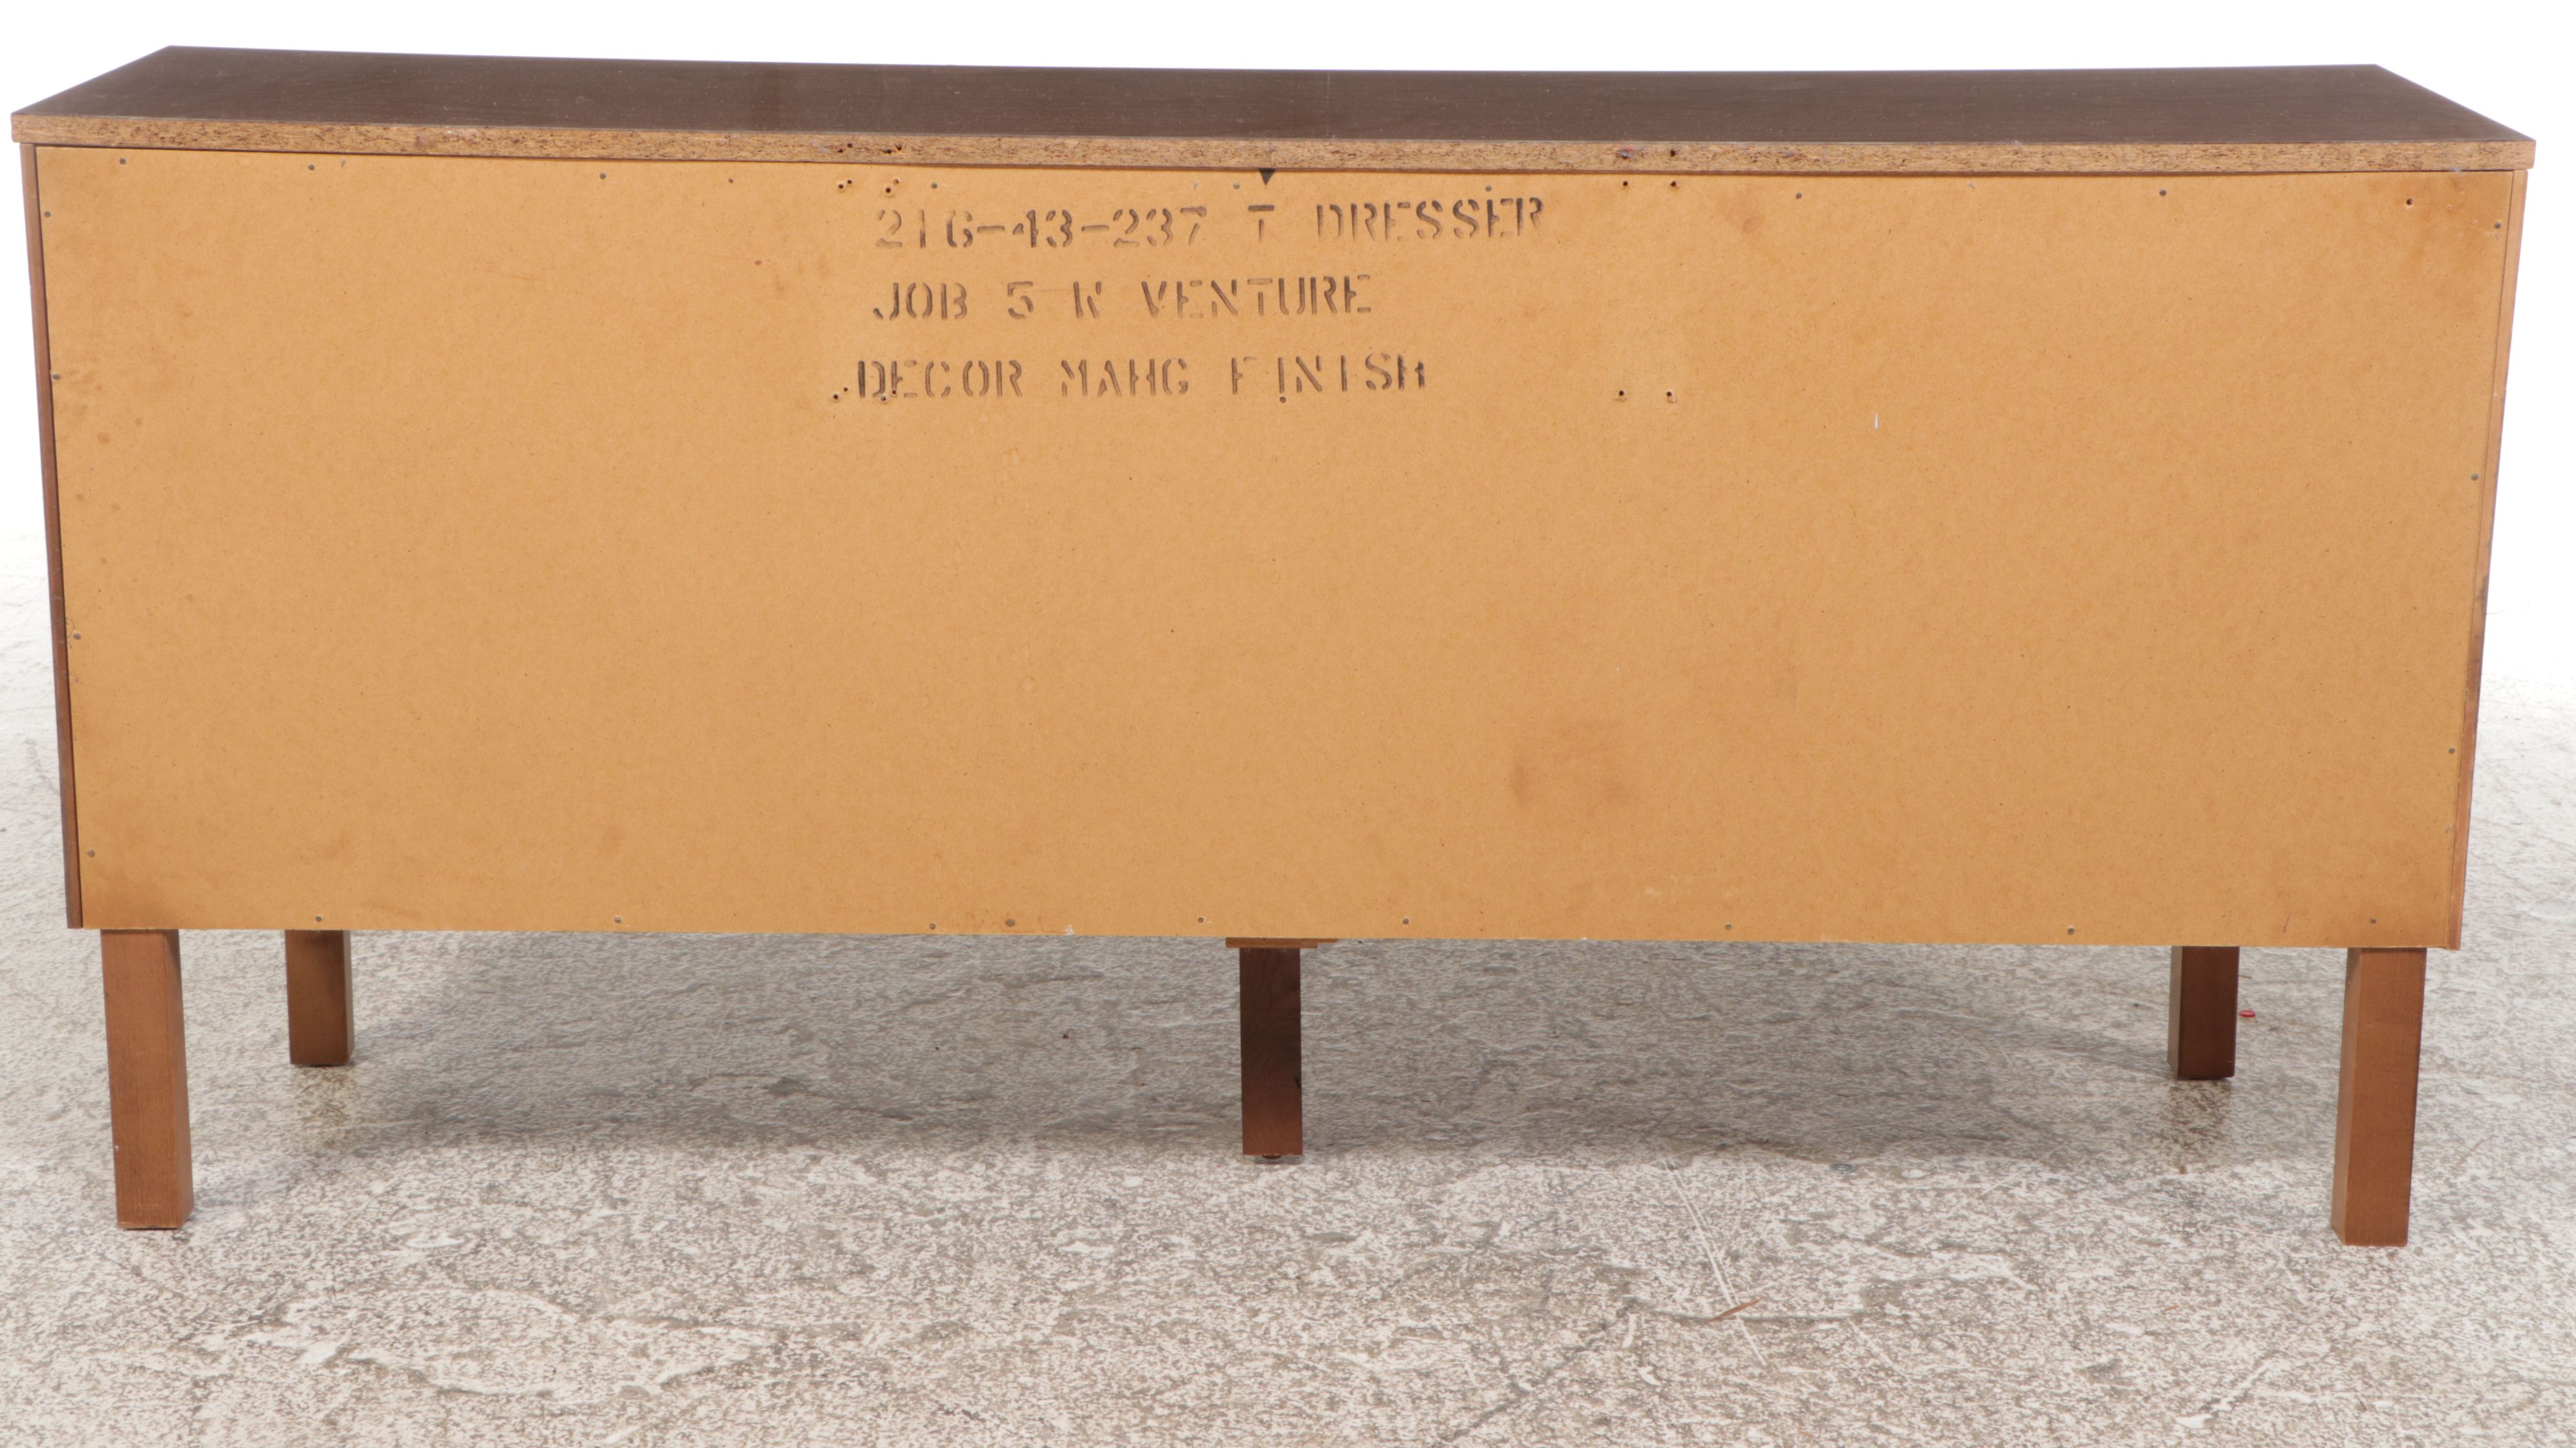 216-43-237 T DRESSER
JOB 5 W VENTURE
DECOR MAHG FINISH